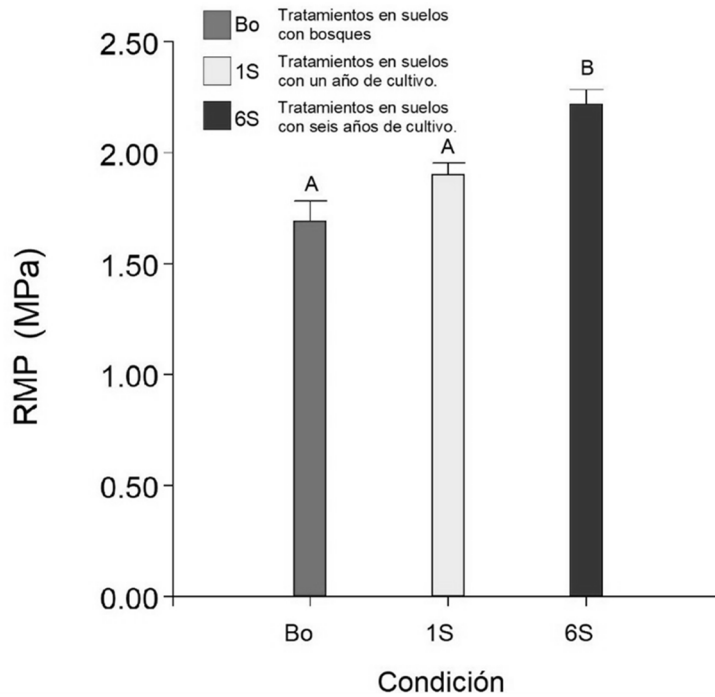 Bo Tratamientos en suelos
con bosques
1S Tratamientos en suelos
con un año de cultivo.
6S Tratamientos en suelos
con seis años de cultivo.
2.50
2.00
1.50
1.00
0.50
0.00
RMP (MPa)
A
A
B
Bo 1S 6S
Condición